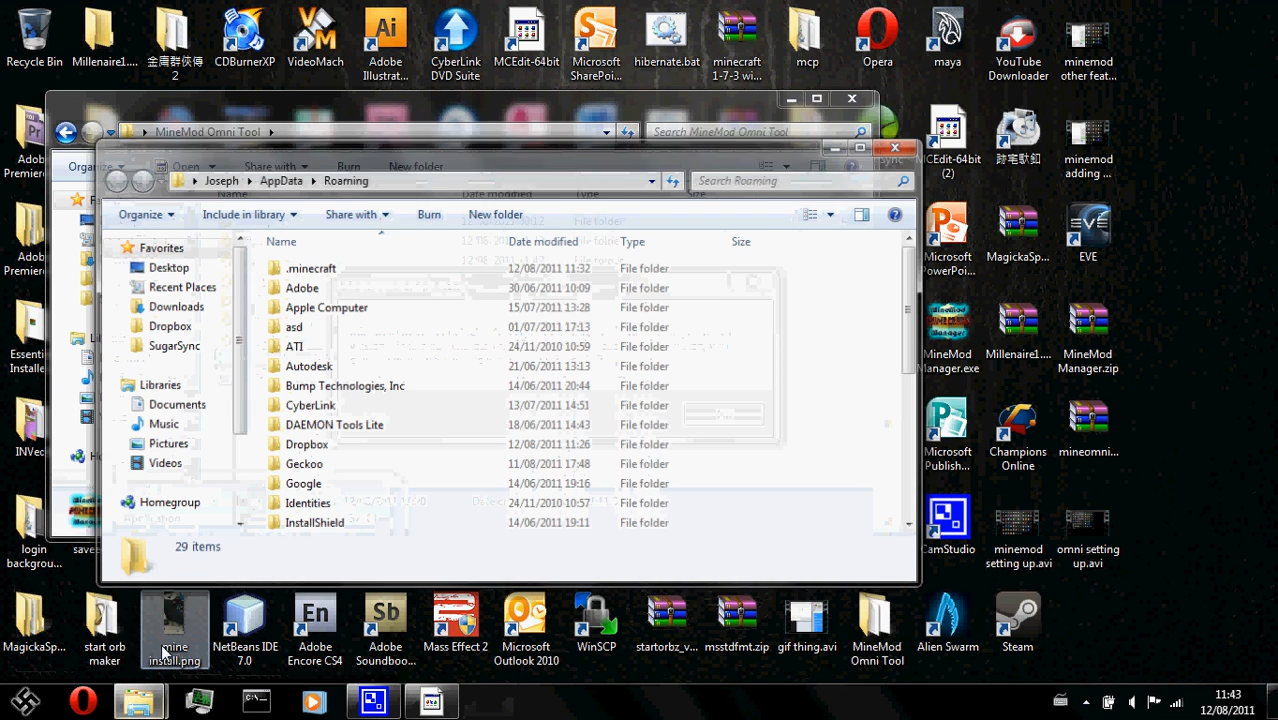 Recycle Bin
Millenaire1....
金庸群俠傳
2
CDBurnerXP
VideoMach
Adobe
Illustrat...
CyberLink
DVD Suite
MCEdit-64bit
Microsoft
SharePoi...
hibernate.bat
minecraft
1-7-3 wi...
mcp
Opera
maya
YouTube
Downloader
minemod
other feat...
MineMod Omni Tool
Search MineMod Omni Tool
Organize
Open
Share with
Burn
New folder
Joseph
AppData
Roaming
Search Roaming
Organize
Include in library
Share with
Burn
New folder
Name
Date modified
Type
Size
Favorites
Desktop
Recent Places
Downloads
Dropbox
SugarSync
Libraries
Documents
Music
Pictures
Videos
Homegroup
.minecraft 12/08/2011 11:32 File folder
Adobe 30/06/2011 10:09 File folder
Apple Computer 15/07/2011 13:28 File folder
asd 01/07/2011 17:13 File folder
ATI 24/11/2010 10:59 File folder
Autodesk 21/06/2011 13:13 File folder
Bump Technologies, Inc 14/06/2011 20:44 File folder
CyberLink 13/07/2011 14:51 File folder
DAEMON Tools Lite 18/06/2011 14:43 File folder
Dropbox 12/08/2011 11:26 File folder
Geckoo 11/08/2011 17:48 File folder
Google 14/06/2011 19:16 File folder
Identities 24/11/2010 10:57 File folder
InstallShield 14/06/2011 19:11 File folder
29 items
Adob
Premiere
Adob
Premiere
Essenti
Installe
INVec
login
backgrou...
MCEdit-64bit
(2)
minemod
adding ...
Microsoft
PowerPoi...
MagickaSp...
EVE
MineMod
Manager.exe
Millenaire1....
MineMod
Manager.zip
Microsoft
Publish...
Champions
Online
mineomni...
CamStudio
minemod
setting up.avi
omni setting
up.avi
MagickaSp...
start orb
maker
mine
install.png
NetBeans IDE
7.0
Adobe
Encore CS4
Adobe
Soundboo...
Mass Effect 2
Microsoft
Outlook 2010
WinSCP
startorbz_v...
msstdfmt.zip
gif thing.avi
MineMod
Omni Tool
Alien Swarm
Steam
11:43
12/08/2011